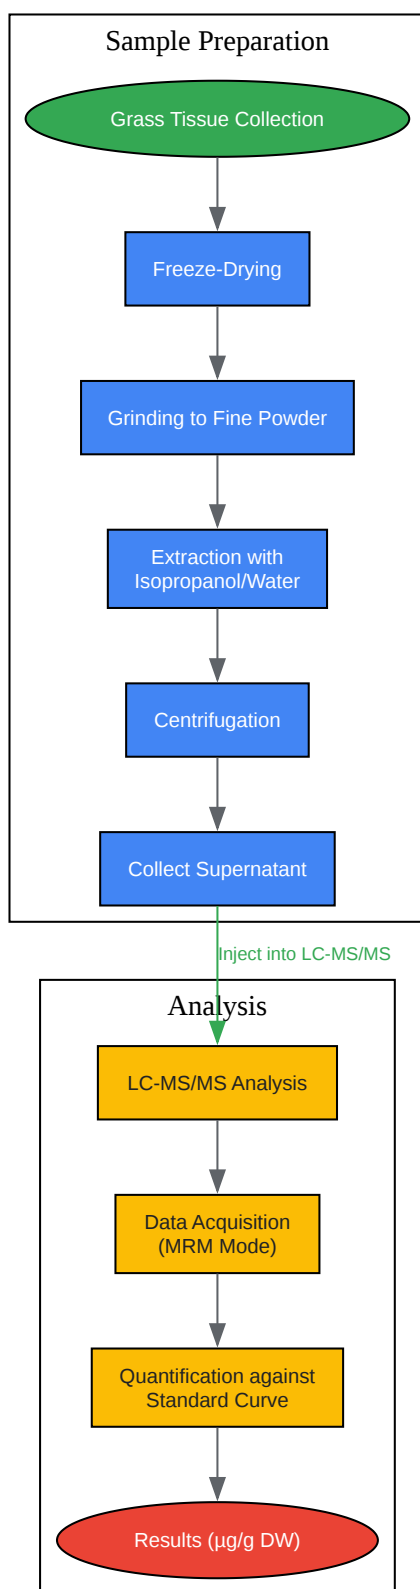 Sample Preparation
Grass Tissue Collection
Freeze-Drying
Grinding to Fine Powder
Extraction with
Isopropanol/Water
Centrifugation
Collect Supernatant
Inject into LC-MS/MS
Analysis
LC-MS/MS Analysis
Data Acquisition
(MRM Mode)
Quantification against
Standard Curve
Results (µg/g DW)